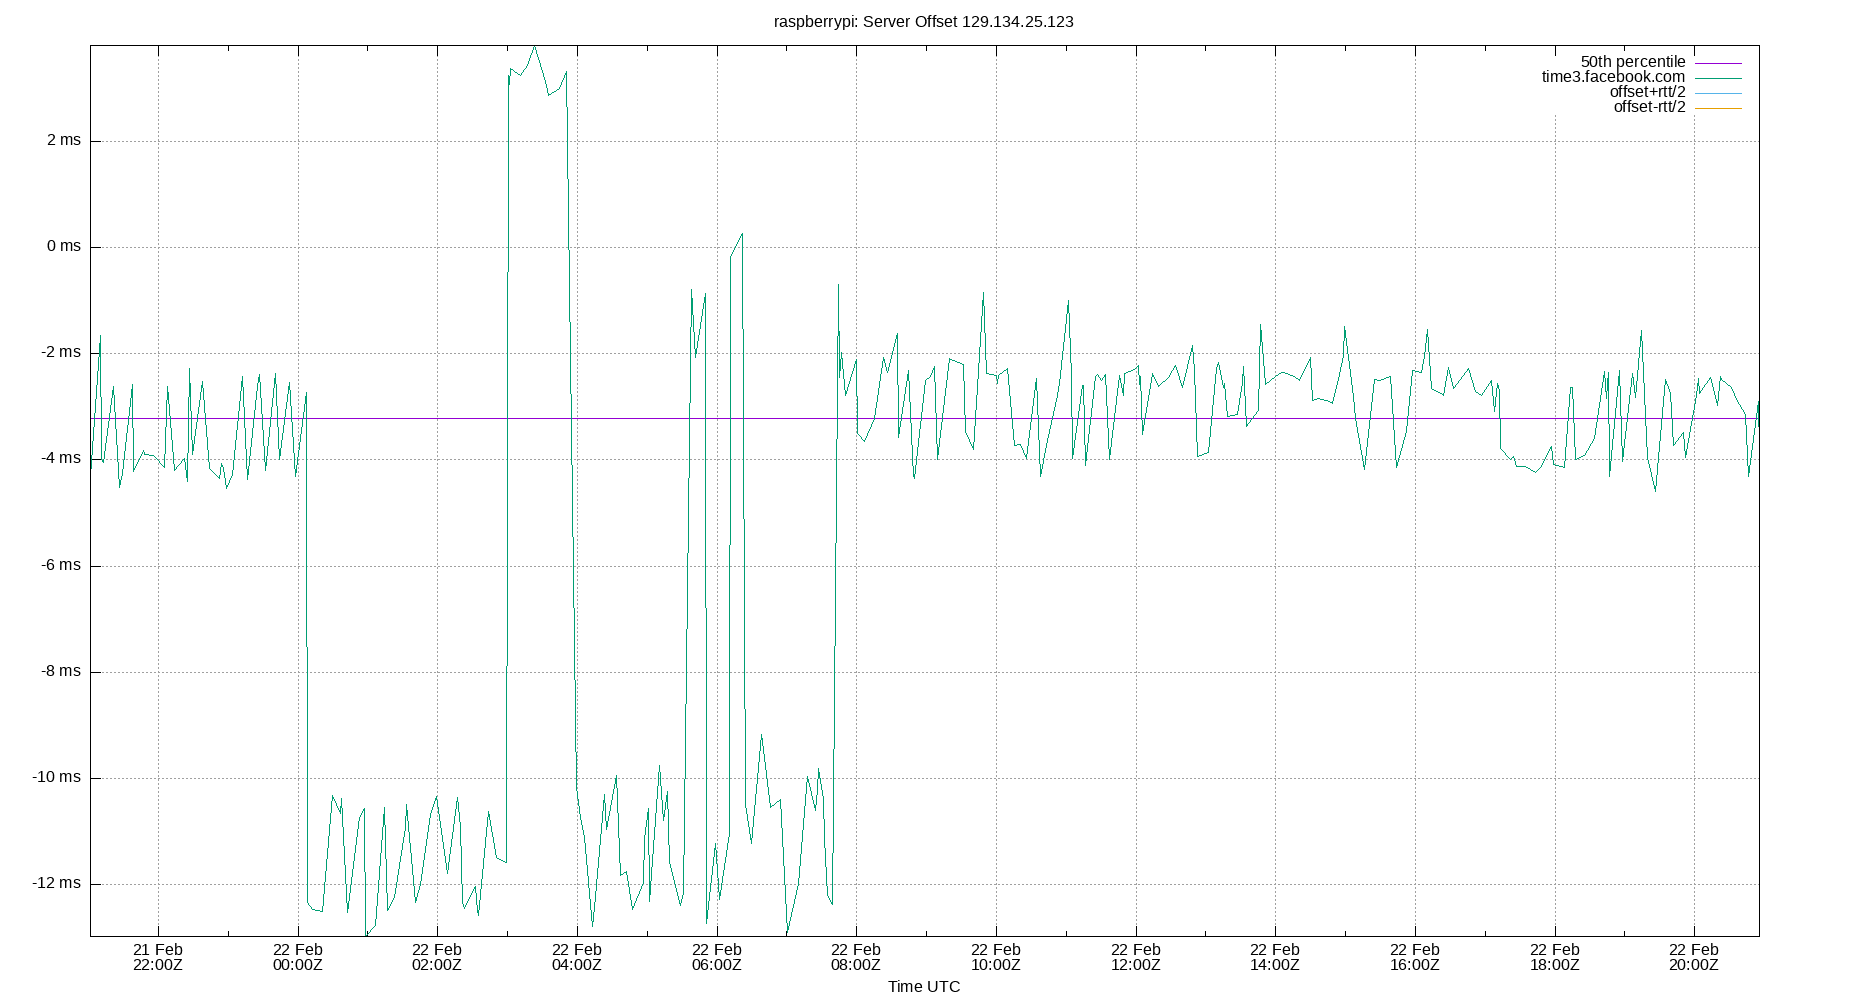 raspberrypi: Server Offset 129.134.25.123
50th percentile
time3.facebook.com
offset+rtt/2
offset-rtt/2
2 ms
0 ms
-2 ms
-4 ms
-6 ms
-8 ms
-10 ms
-12 ms
21 Feb 22 Feb 22 Feb 22 Feb 22 Feb 22 Feb 22 Feb 22 Feb 22 Feb 22 Feb 22 Feb 22 Feb
22:00Z 00:00Z 02:00Z 04:00Z 06:00Z 08:00Z 10:00Z 12:00Z 14:00Z 16:00Z 18:00Z 20:00Z
Time UTC